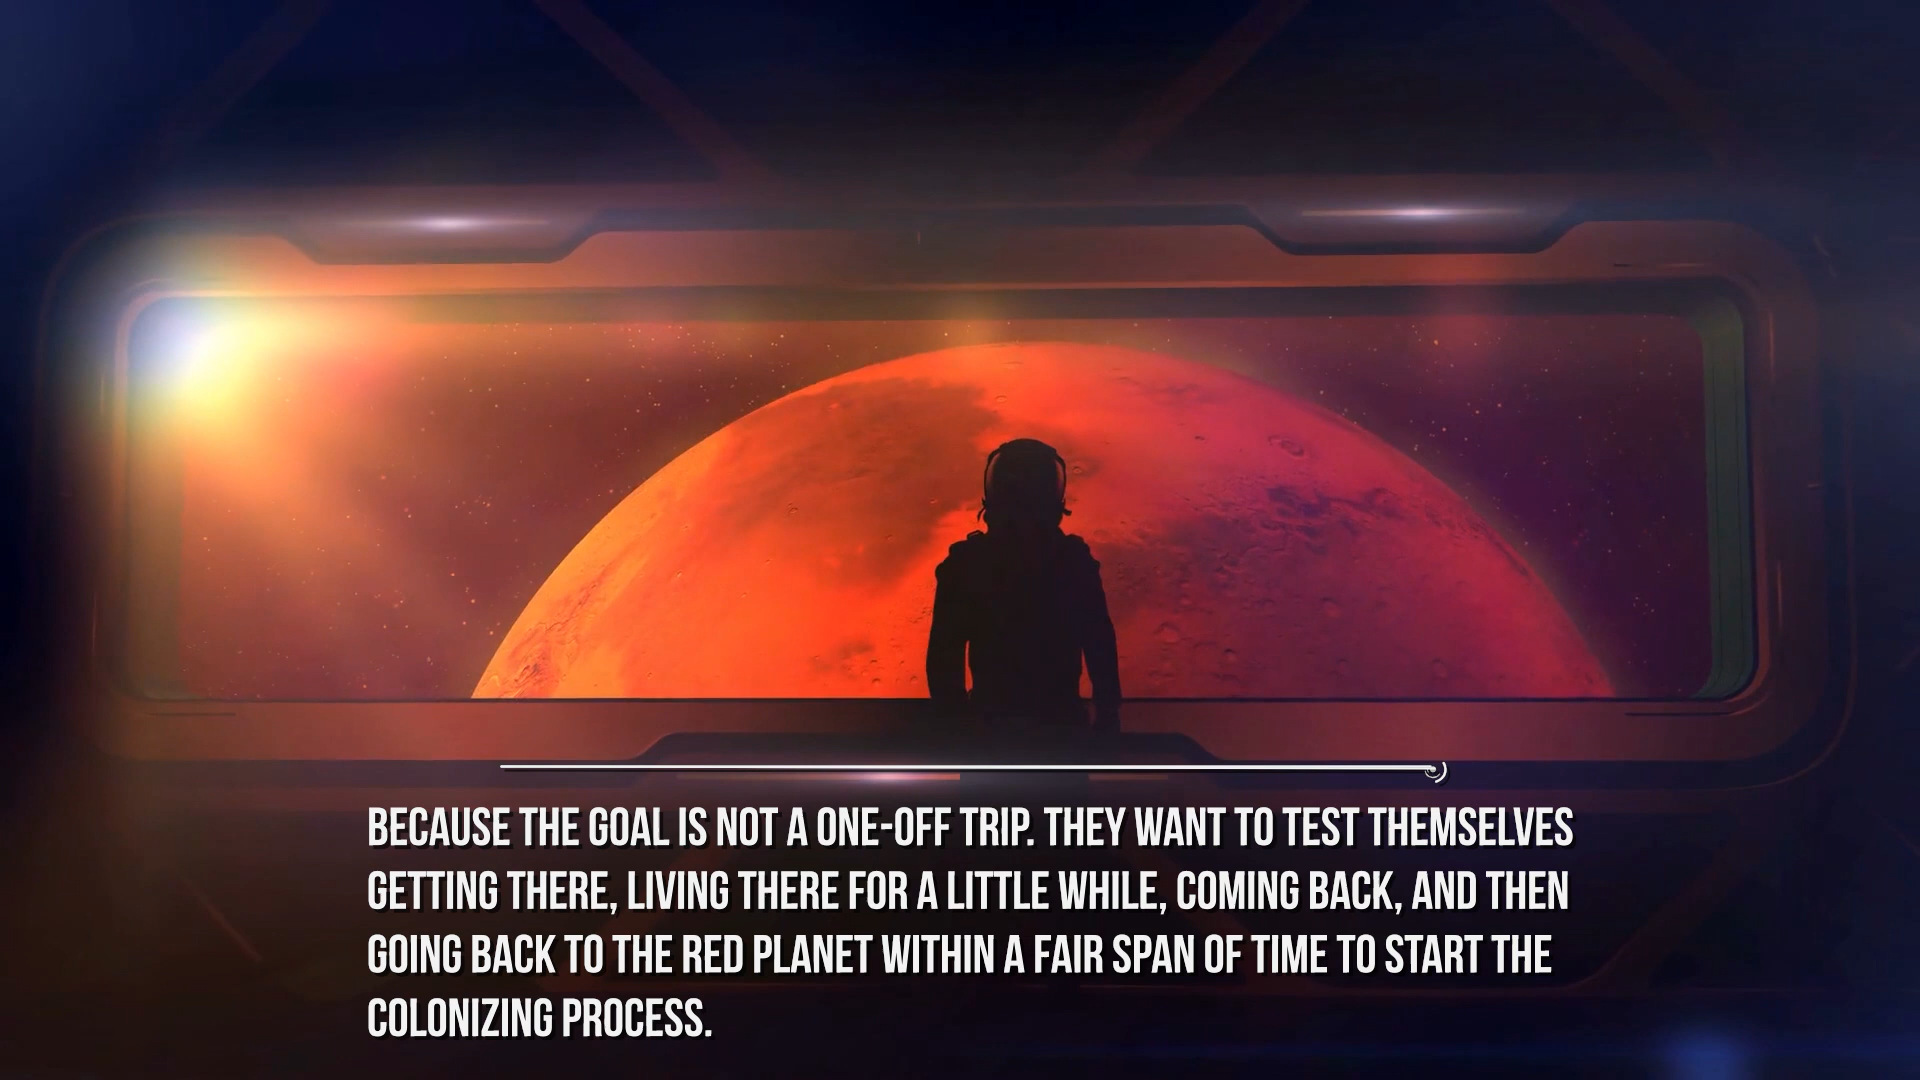 BECAUSE THE GOAL IS NOT A ONE-OFF TRIP. THEY WANT TO TEST THEMSELVES
GETTING THERE, LIVING THERE FOR A LITTLE WHILE, COMING BACK, AND THEN
GOING BACK TO THE RED PLANET WITHIN A FAIR SPAN OF TIME TO START THE
COLONIZING PROCESS.